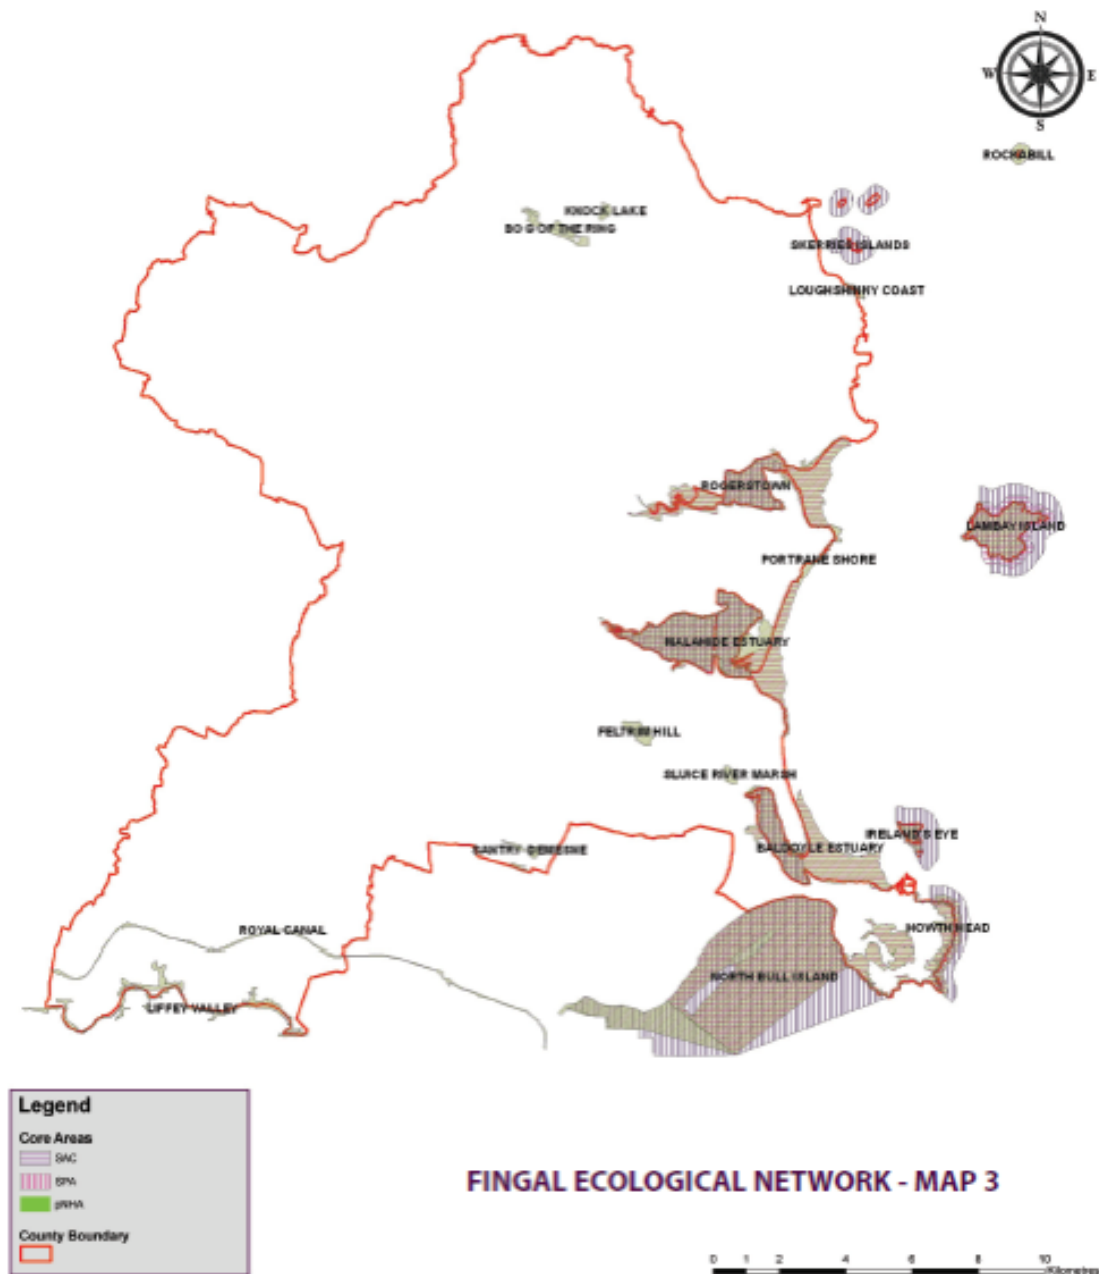 N
W E
S
ROCKABILL
KNOCK LAKE
BOG OF THE RING
SKERRIES ISLANDS
LOUGHSHINNY COAST
ROGERSTOWN
LAMBAY ISLAND
PORTRANE SHORE
MALAHIDE ESTUARY
FELTRIM HILL
SLUICE RIVER MARSH
IRELAND'S EYE
BALDOYLE ESTUARY
SANTRY DEMESNE
ROYAL CANAL
HOWTH HEAD
NORTH BULL ISLAND
LIFFEY VALLEY
Legend
Core Areas
SAC
SPA
pNHA
County Boundary
FINGAL ECOLOGICAL NETWORK - MAP 3
0 1 2 4 6 8 10
Kilometres